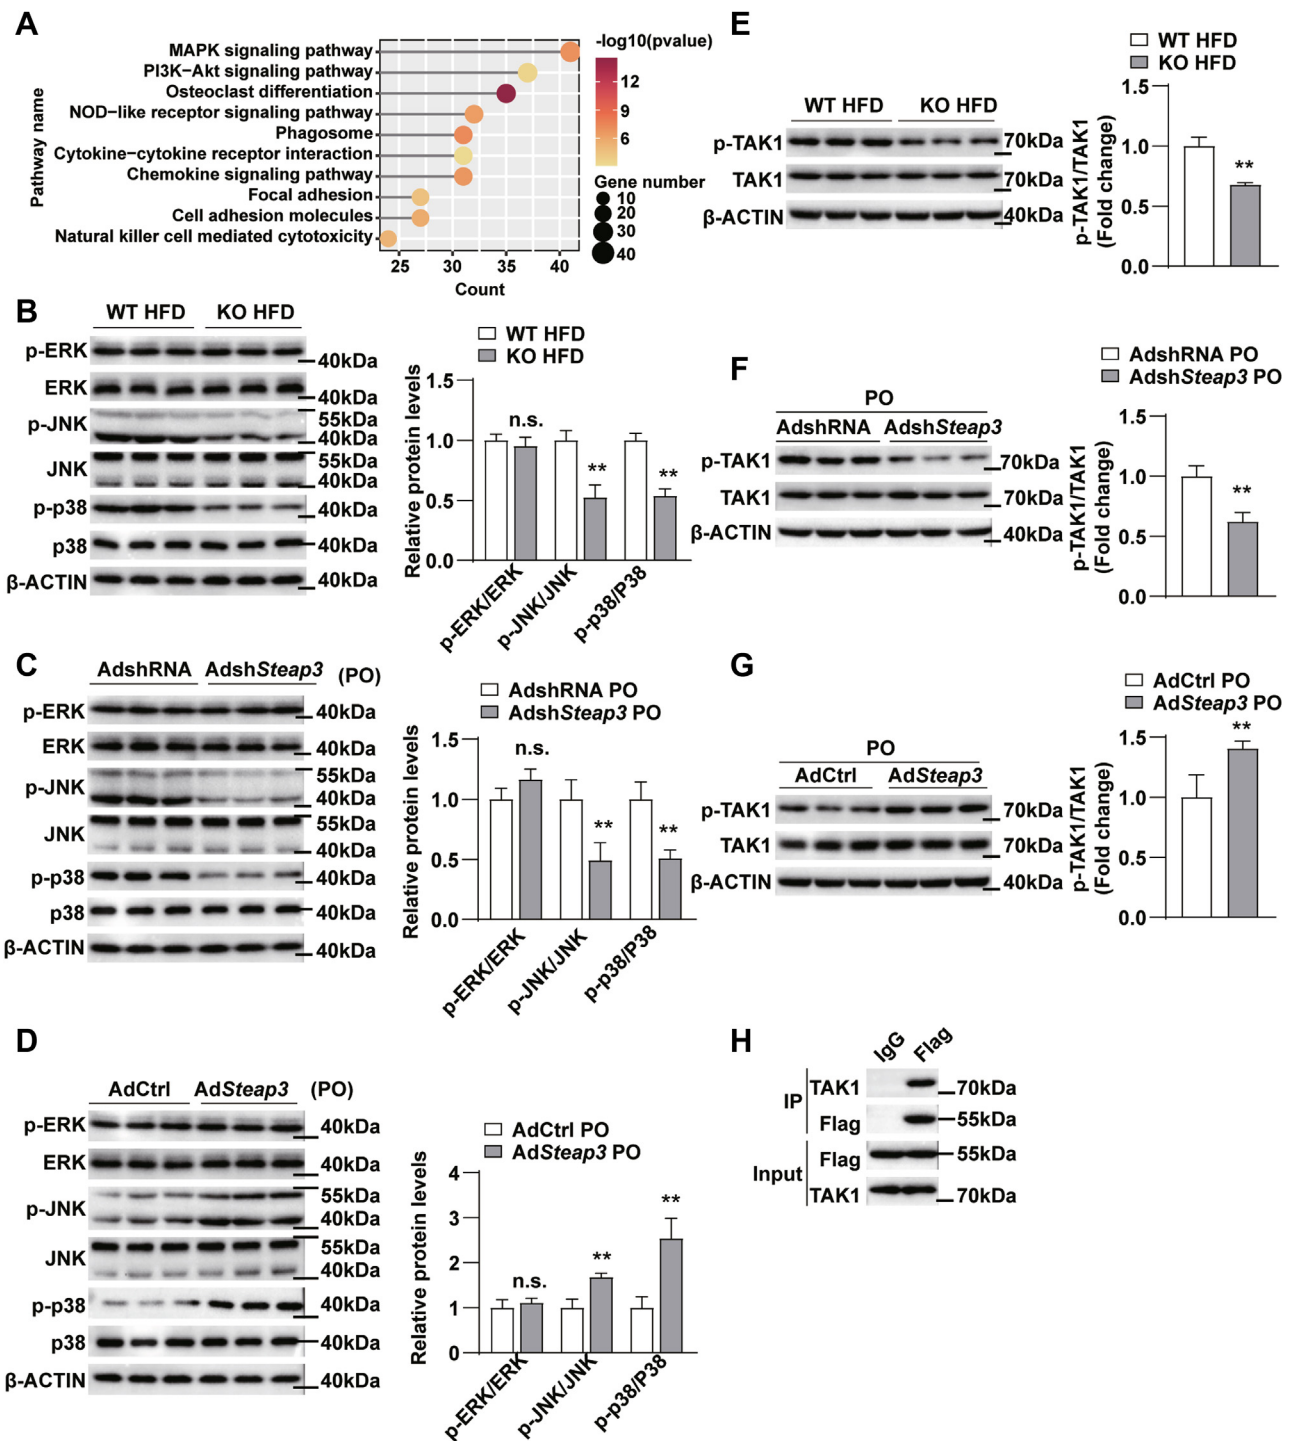 A
MAPK signaling pathway
PI3K−Akt signaling pathway
Osteoclast differentiation
NOD−like receptor signaling pathway
Phagosome
Cytokine−cytokine receptor interaction
Chemokine signaling pathway
Focal adhesion
Cell adhesion molecules
Natural killer cell mediated cytotoxicity
Pathway name
25 30 35 40
Count
-log10(pvalue)
12
9
6
Gene number
10
20
30
40
B
WT HFD KO HFD
p-ERK 40kDa
ERK 40kDa
p-JNK 55kDa
40kDa
JNK 55kDa
40kDa
p-p38 40kDa
p38 40kDa
β-ACTIN 40kDa
WT HFD
KO HFD
Relative protein levels
1.5
1.0
0.5
0.0
n.s.
**
**
p-ERK/ERK
p-JNK/JNK
p-p38/P38
C
AdshRNA AdshSteap3 (PO)
p-ERK 40kDa
ERK 40kDa
p-JNK 55kDa
40kDa
JNK 55kDa
40kDa
p-p38 40kDa
p38 40kDa
β-ACTIN 40kDa
AdshRNA PO
AdshSteap3 PO
Relative protein levels
1.5
1.0
0.5
0.0
n.s.
**
**
p-ERK/ERK
p-JNK/JNK
p-p38/P38
D
AdCtrl AdSteap3 (PO)
p-ERK 40kDa
ERK 40kDa
p-JNK 55kDa
40kDa
JNK 55kDa
40kDa
p-p38 40kDa
p38 40kDa
β-ACTIN 40kDa
AdCtrl PO
AdSteap3 PO
Relative protein levels
4
3
2
1
0
n.s.
**
**
p-ERK/ERK
p-JNK/JNK
p-p38/P38
E
WT HFD KO HFD
p-TAK1 70kDa
TAK1 70kDa
β-ACTIN 40kDa
WT HFD
KO HFD
p-TAK1/TAK1
(Fold change)
1.5
1.0
0.5
0.0
**
F
PO
AdshRNA AdshSteap3
p-TAK1 70kDa
TAK1 70kDa
β-ACTIN 40kDa
AdshRNA PO
AdshSteap3 PO
p-TAK1/TAK1
(Fold change)
1.5
1.0
0.5
0.0
**
G
PO
AdCtrl AdSteap3
p-TAK1 70kDa
TAK1 70kDa
β-ACTIN 40kDa
AdCtrl PO
AdSteap3 PO
p-TAK1/TAK1
(Fold change)
1.5
1.0
0.5
0.0
**
H
IgG Flag
IP
TAK1 70kDa
Flag 55kDa
Input
Flag 55kDa
TAK1 70kDa